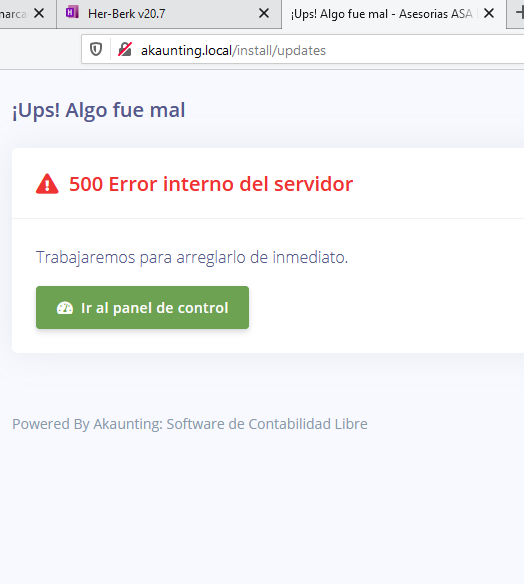 marca
Her-Berk v20.7
¡Ups! Algo fue mal - Asesorias ASA
akaunting.local/install/updates
¡Ups! Algo fue mal
500 Error interno del servidor
Trabajaremos para arreglarlo de inmediato.
Ir al panel de control
Powered By Akaunting: Software de Contabilidad Libre